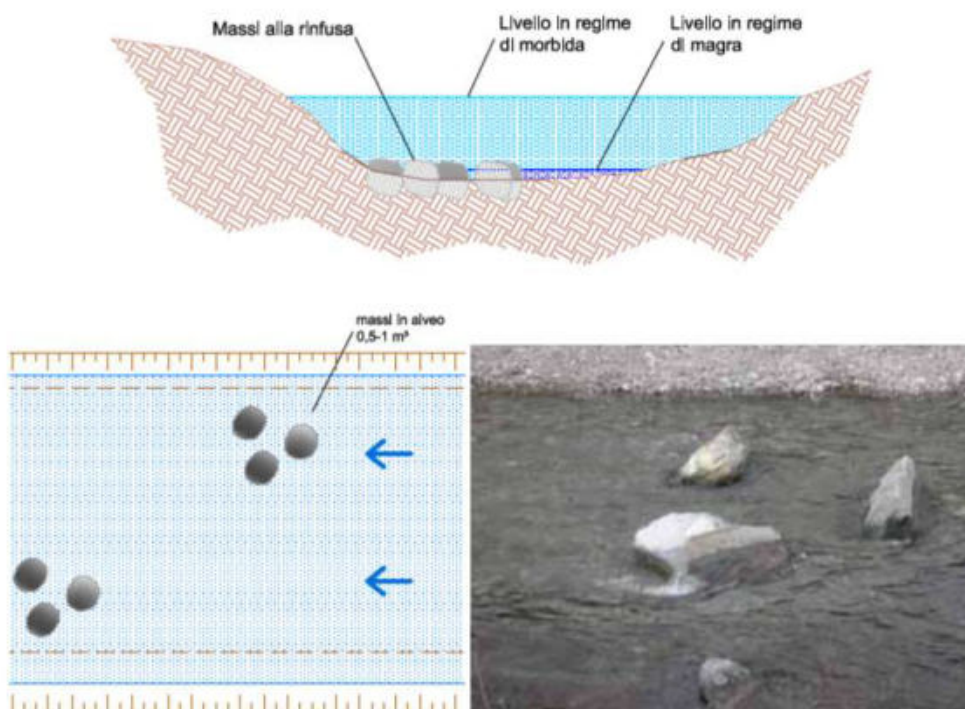 Massi alla rinfusa
Livello in regime
di morbida
Livello in regime
di magra
massi in alveo
0,5-1 m³